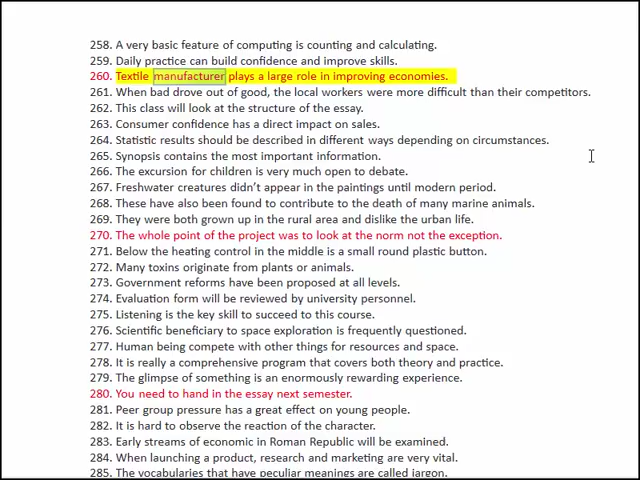 258. A very basic feature of computing is counting and calculating.
259. Daily practice can build confidence and improve skills.
260. Textile manufacturer plays a large role in improving economies.
261. When bad drove out of good, the local workers were more difficult than their competitors.
262. This class will look at the structure of the essay.
263. Consumer confidence has a direct impact on sales.
264. Statistic results should be described in different ways depending on circumstances.
265. Synopsis contains the most important information.
266. The excursion for children is very much open to debate.
267. Freshwater creatures didn't appear in the paintings until modern period.
268. These have also been found to contribute to the death of many marine animals.
269. They were both grown up in the rural area and dislike the urban life.
270. The whole point of the project was to look at the norm not the exception.
271. Below the heating control in the middle is a small round plastic button.
272. Many toxins originate from plants or animals.
273. Government reforms have been proposed at all levels.
274. Evaluation form will be reviewed by university personnel.
275. Listening is the key skill to succeed to this course.
276. Scientific beneficiary to space exploration is frequently questioned.
277. Human being compete with other things for resources and space.
278. It is really a comprehensive program that covers both theory and practice.
279. The glimpse of something is an enormously rewarding experience.
280. You need to hand in the essay next semester.
281. Peer group pressure has a great effect on young people.
282. It is hard to observe the reaction of the character.
283. Early streams of economic in Roman Republic will be examined.
284. When launching a product, research and marketing are very vital.
285. The vocabularies that have peculiar meanings are called jargon.